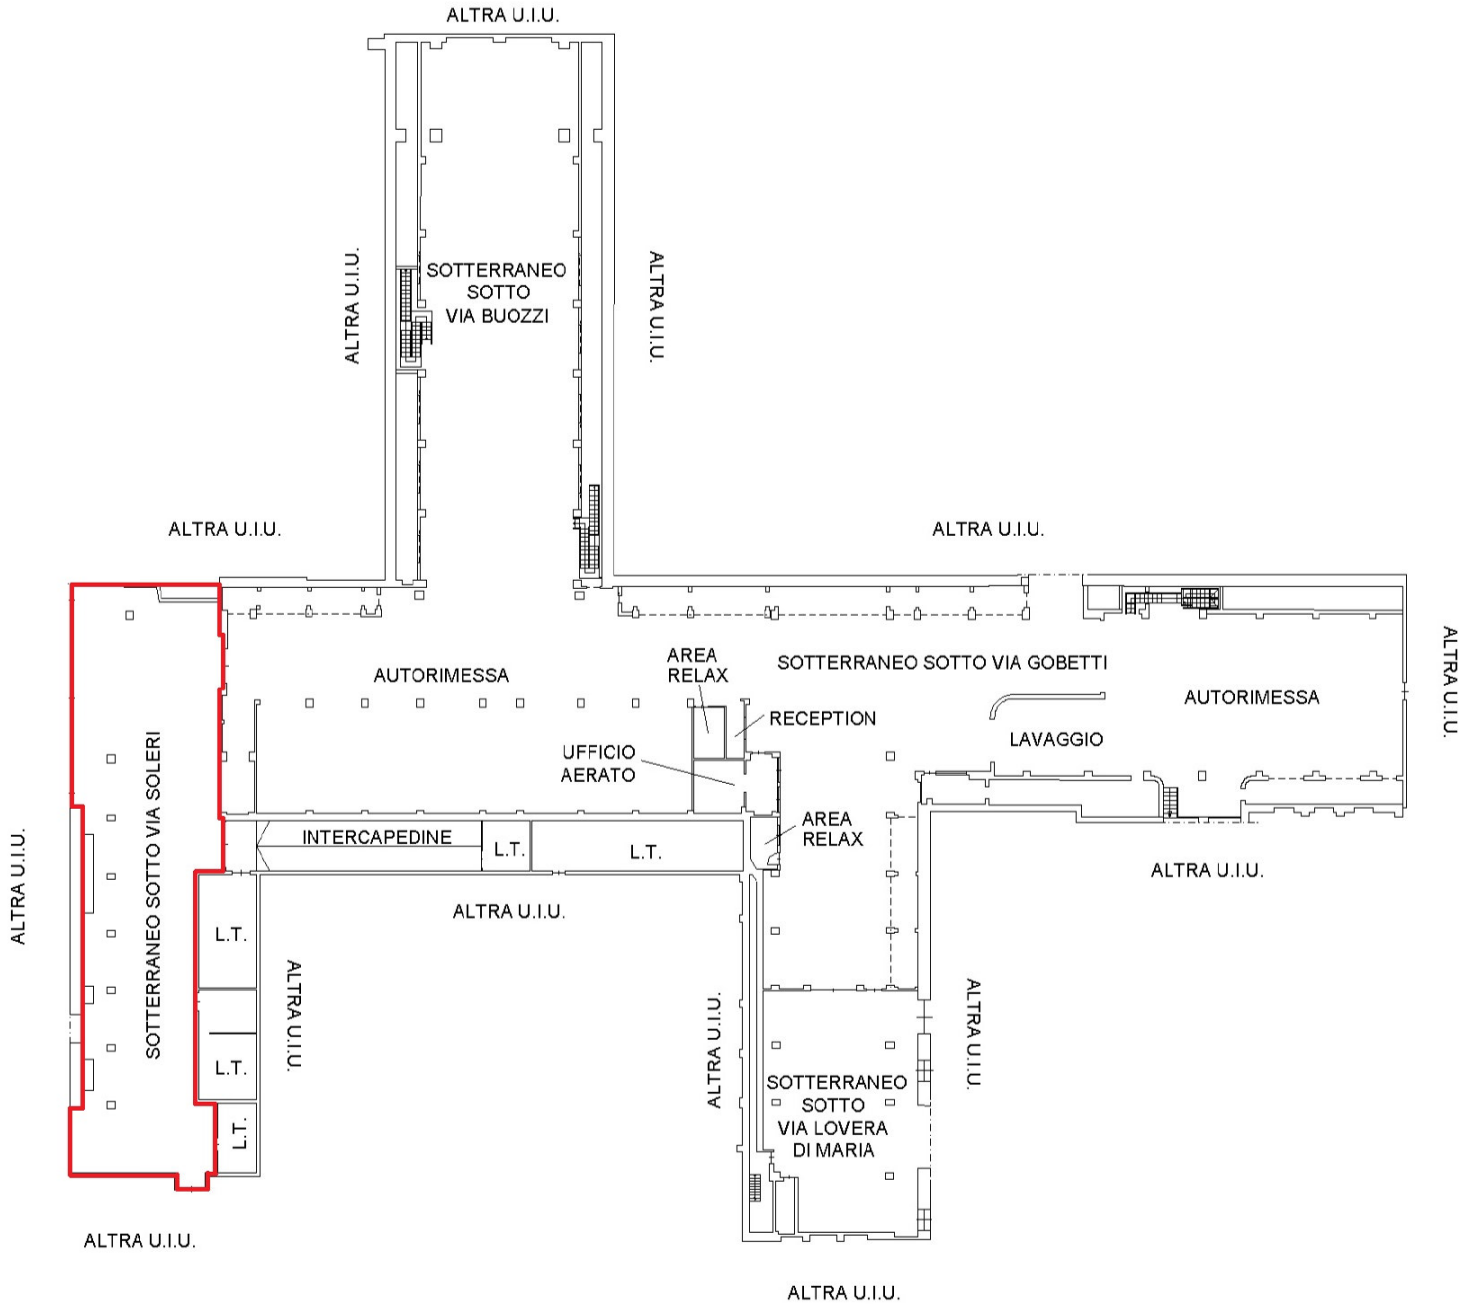 ALTRA U.I.U.
ALTRA U.I.U.
SOTTERRANEO
SOTTO
VIA BUOZZI
ALTRA U.I.U.
ALTRA U.I.U.
ALTRA U.I.U.
AUTORIMESSA
AREA
RELAX
SOTTERRANEO SOTTO VIA GOBETTI
AUTORIMESSA
ALTRA U.I.U.
RECEPTION
LAVAGGIO
UFFICIO
AERATO
SOTTERRANEO SOTTO VIA SOLERI
ALTRA U.I.U.
INTERCAPEDINE
L.T.
L.T.
AREA
RELAX
ALTRA U.I.U.
ALTRA U.I.U.
L.T.
ALTRA U.I.U.
ALTRA U.I.U.
ALTRA U.I.U.
L.T.
SOTTERRANEO
SOTTO
VIA LOVERA
DI MARIA
L.T.
ALTRA U.I.U.
ALTRA U.I.U.